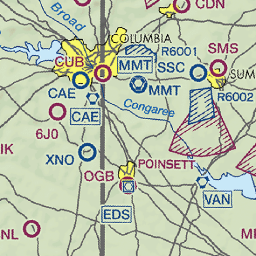 CDN
Broad
COLUMBIA
R6001
SMS
CUB
MMT
SSC
SUM
CAE
MMT
R6002
CAE
Congaree
6J0
IK
XNO
POINSETT
OGB
VAN
EDS
NL